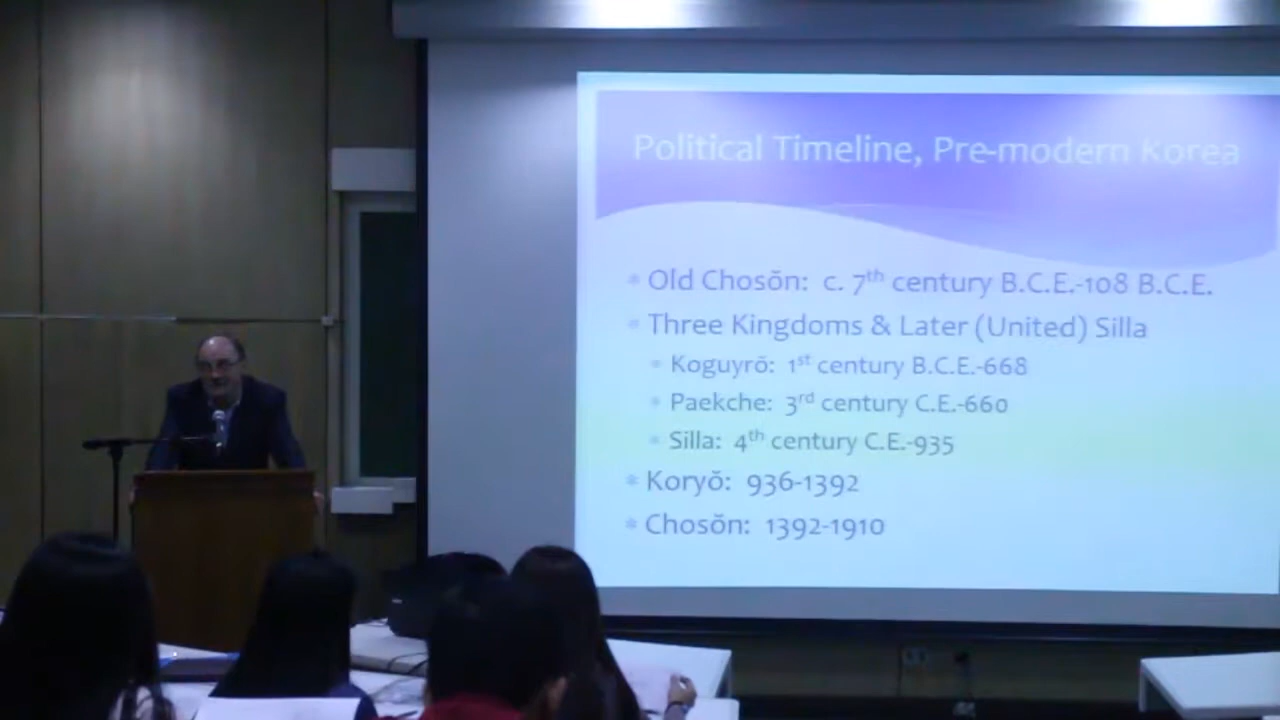 Political Timeline, Pre-modern Korea
* Old Chosŏn: c. 7th century B.C.E.-108 B.C.E.
* Three Kingdoms & Later (United) Silla
* Koguyrŏ: 1st century B.C.E.-668
* Paekche: 3rd century C.E.-660
* Silla: 4th century C.E.-935
* Koryŏ: 936-1392
* Chosŏn: 1392-1910